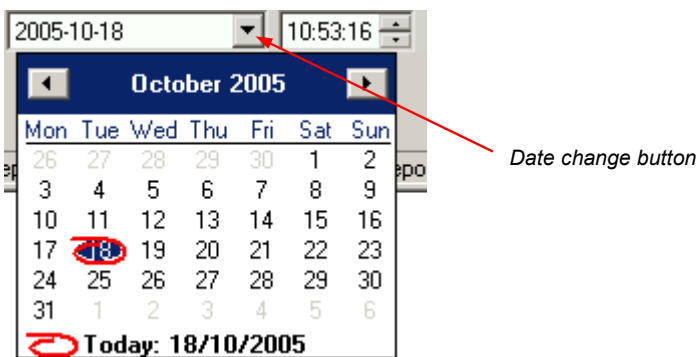 2005-10-18 10:53:16
October 2005
Mon Tue Wed Thu Fri Sat Sun
26 27 28 29 30 1 2
3 4 5 6 7 8 9
10 11 12 13 14 15 16
17 18 19 20 21 22 23
24 25 26 27 28 29 30
31 1 2 3 4 5 6
Today: 18/10/2005
Date change button